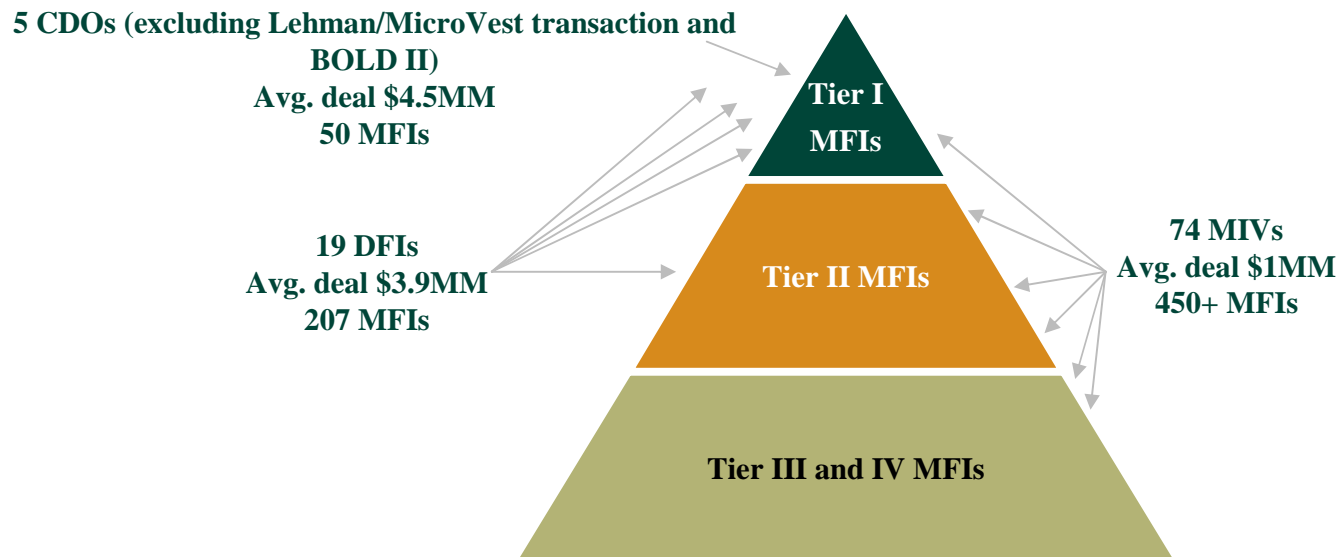 5 CDOs (excluding Lehman/MicroVest transaction and
BOLD II)
Avg. deal $4.5MM
50 MFIs
Tier I
MFIs
19 DFIs
Avg. deal $3.9MM
207 MFIs
Tier II MFIs
74 MIVs
Avg. deal $1MM
450+ MFIs
Tier III and IV MFIs